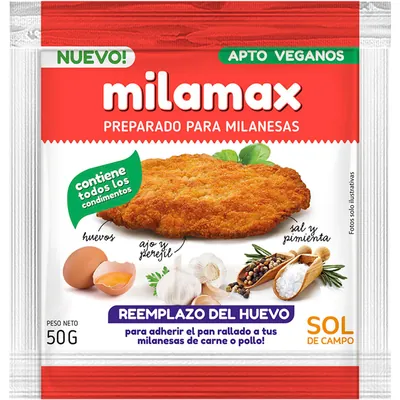 NUEVO!
APTO VEGANOS
milamax
PREPARADO PARA MILANESAS
contiene
todos los
condimentos
huevos
ajo y
perejil
sal y
pimienta
Fotos solo ilustrativas
REEMPLAZO DEL HUEVO
para adherir el pan rallado a tus
milanesas de carne o pollo!
PESO NETO
50G
SOL
DE CAMPO